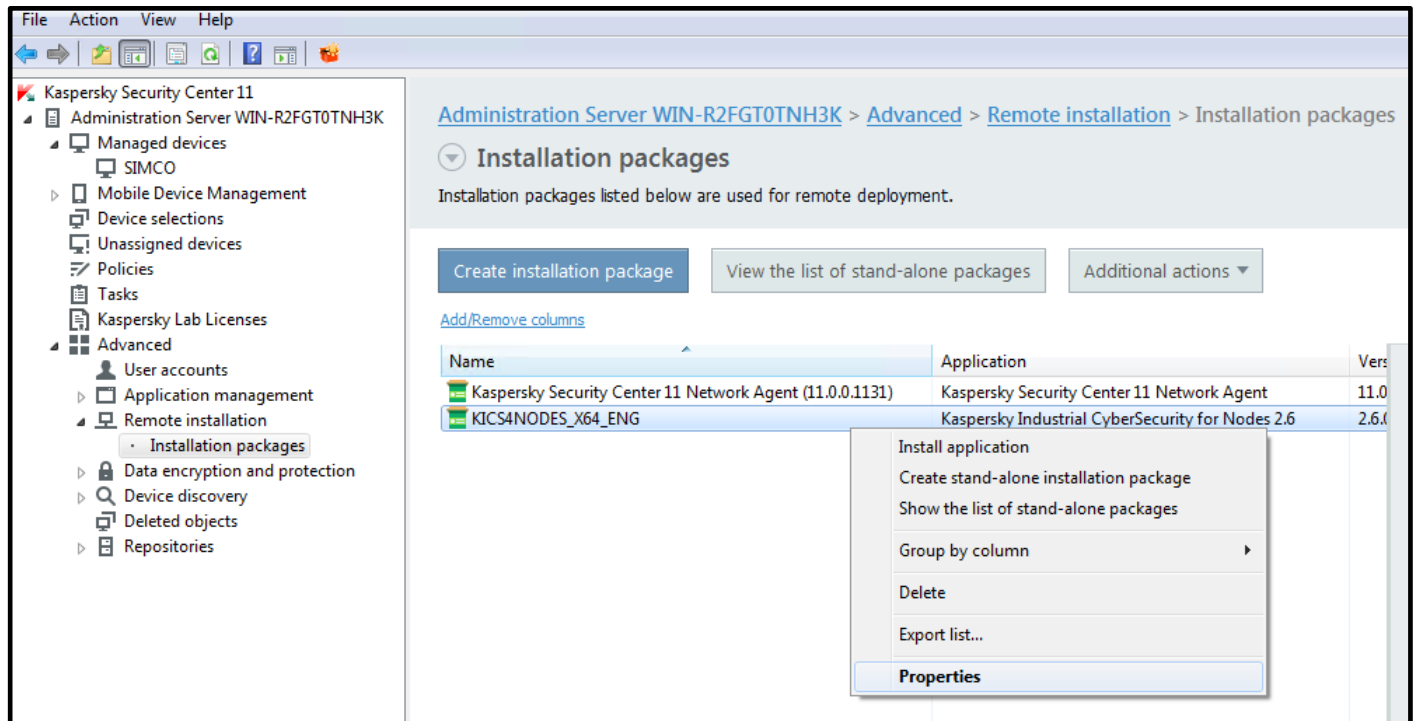 File Action View Help
Kaspersky Security Center 11
Administration Server WIN-R2FGT0TNH3K
Managed devices
SIMCO
Mobile Device Management
Device selections
Unassigned devices
Policies
Tasks
Kaspersky Lab Licenses
Advanced
User accounts
Application management
Remote installation
Installation packages
Data encryption and protection
Device discovery
Deleted objects
Repositories
Administration Server WIN-R2FGT0TNH3K > Advanced > Remote installation > Installation packages
Installation packages
Installation packages listed below are used for remote deployment.
Create installation package View the list of stand-alone packages Additional actions
Add/Remove columns
Name Application Vers
Kaspersky Security Center 11 Network Agent (11.0.0.1131) Kaspersky Security Center 11 Network Agent 11.0
KICS4NODES_X64_ENG Kaspersky Industrial CyberSecurity for Nodes 2.6 2.6.0
Install application
Create stand-alone installation package
Show the list of stand-alone packages
Group by column
Delete
Export list...
Properties